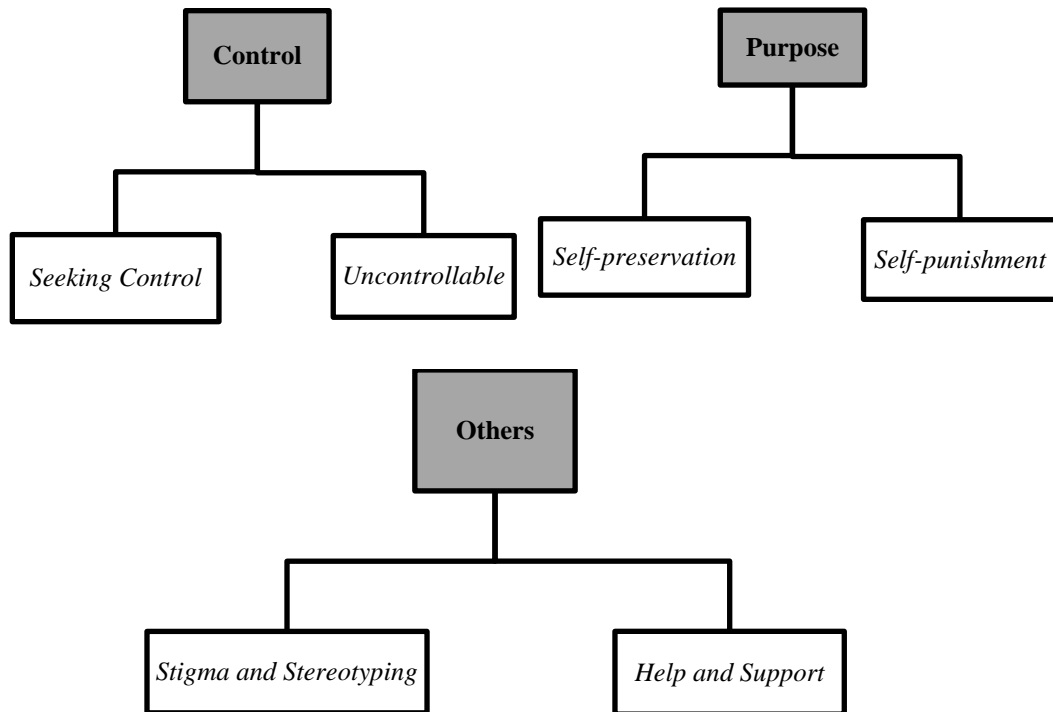 Control
Purpose
Seeking Control
Uncontrollable
Self-preservation
Self-punishment
Others
Stigma and Stereotyping
Help and Support